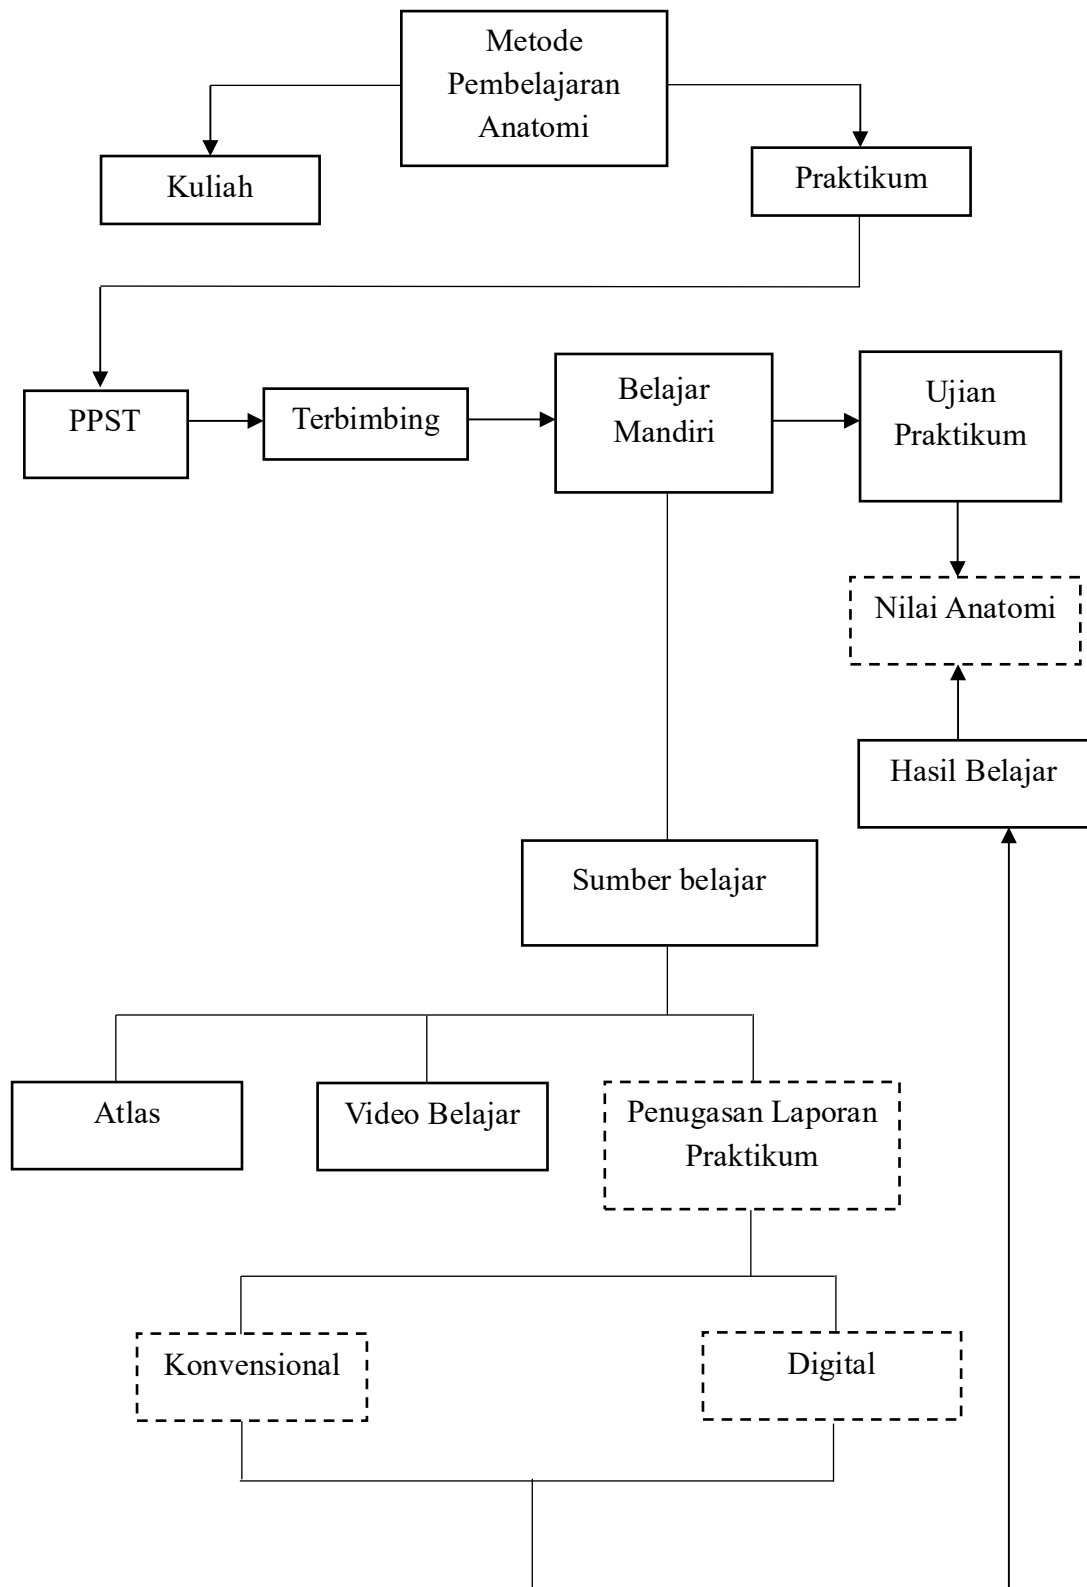 Metode
Pembelajaran
Anatomi
Kuliah
Praktikum
PPST
Terbimbing
Belajar
Mandiri
Ujian
Praktikum
Nilai Anatomi
Hasil Belajar
Sumber belajar
Atlas
Video Belajar
Penugasan Laporan
Praktikum
Konvensional
Digital